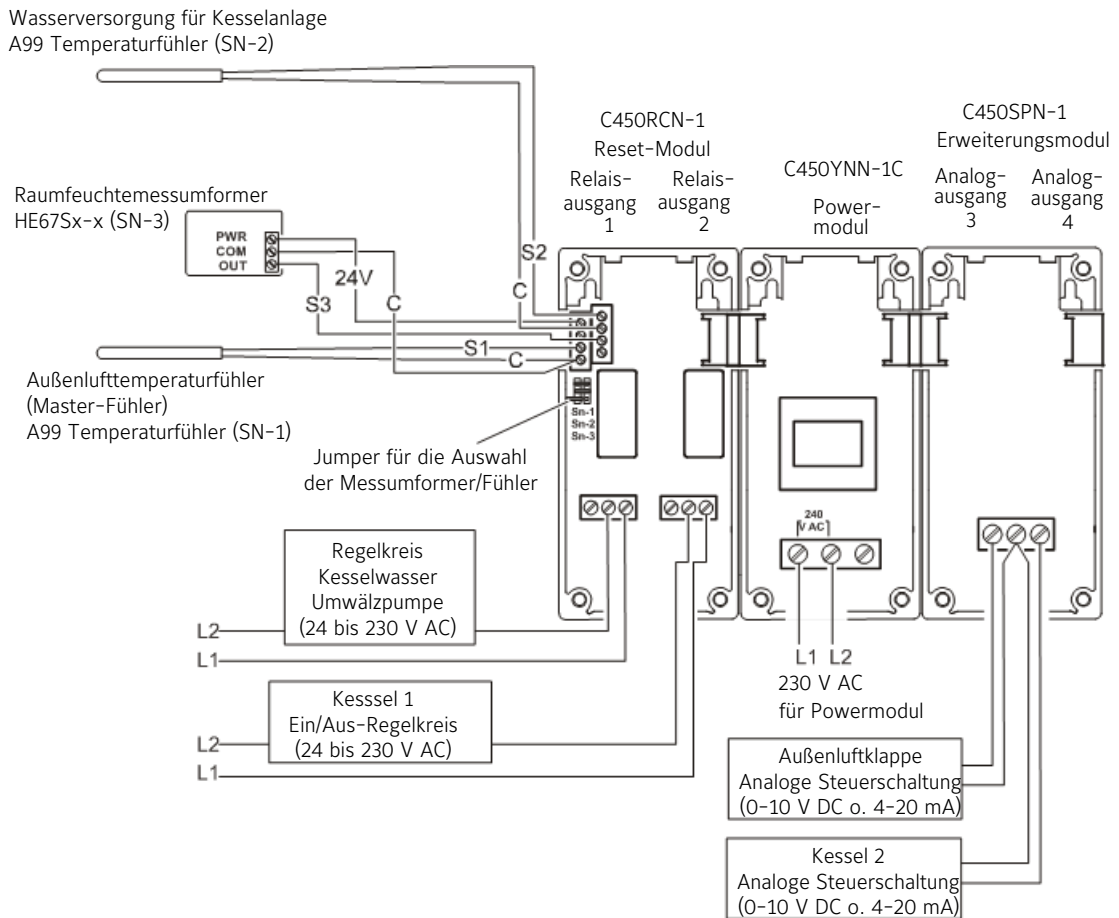 Wasserversorgung für Kesselanlage
A99 Temperaturfühler (SN-2)
C450RCN-1
Reset-Modul
Relais-
ausgang
1
Relais-
ausgang
2
C450YNN-1C
Power-
modul
C450SPN-1
Erweiterungsmodul
Analog-
ausgang
3
Analog-
ausgang
4
Raumfeuchtemessumformer
HE67Sx-x (SN-3)
PWR
COM
OUT
24V
S3
C
S2
C
S1
C
Außenlufttemperaturfühler
(Master-Fühler)
A99 Temperaturfühler (SN-1)
Sn-1
Sn-2
Sn-3
Jumper für die Auswahl
der Messumformer/Fühler
240
V AC
Regelkreis
Kesselwasser
Umwälzpumpe
(24 bis 230 V AC)
L2
L1
L1 L2
230 V AC
für Powermodul
Kesssel 1
Ein/Aus-Regelkreis
(24 bis 230 V AC)
L2
L1
Außenluftklappe
Analoge Steuerschaltung
(0-10 V DC o. 4-20 mA)
Kessel 2
Analoge Steuerschaltung
(0-10 V DC o. 4-20 mA)